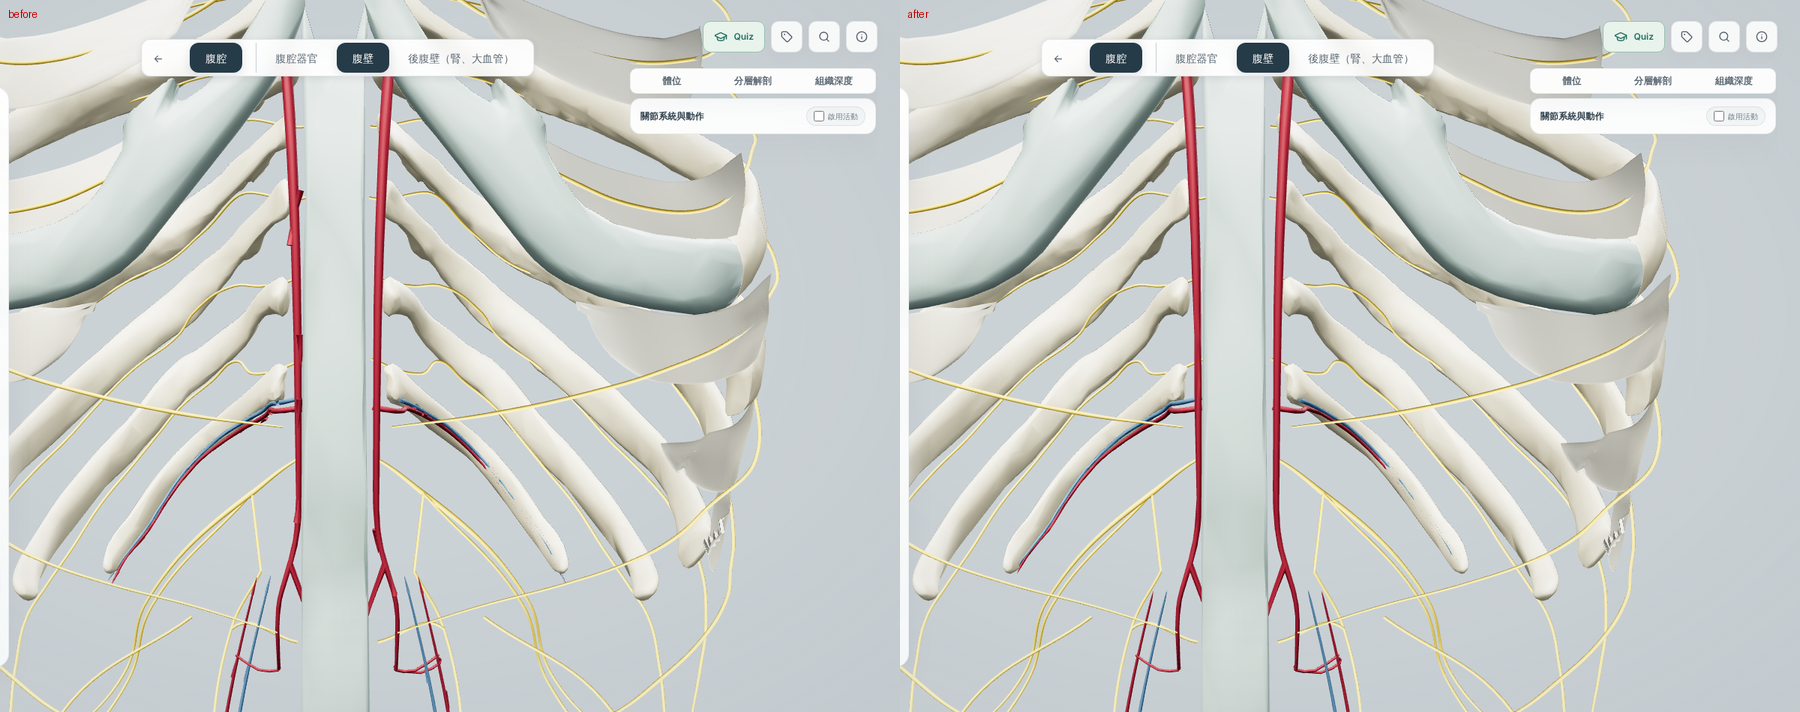 before
← 腹腔 腹腔器官 腹壁 後腹壁（腎、大血管）
Quiz
體位 分層解剖 組織深度
關節系統與動作 啟用活動
after
← 腹腔 腹腔器官 腹壁 後腹壁（腎、大血管）
Quiz
體位 分層解剖 組織深度
關節系統與動作 啟用活動